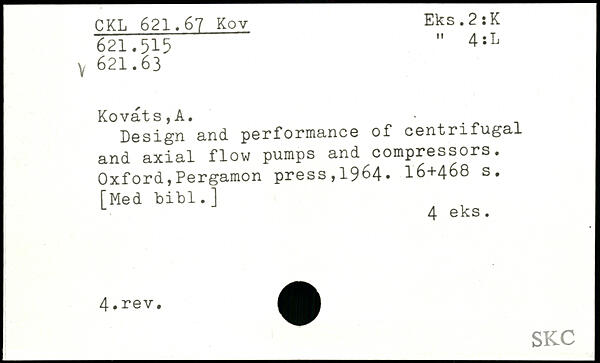 CKL 621.67 Kov Eks.2:K
621.515 " 4:L
√ 621.63
Kováts,A.
Design and performance of centrifugal
and axial flow pumps and compressors.
Oxford,Pergamon press,1964. 16+468 s.
[Med bibl.]
4 eks.
4.rev.
SKC